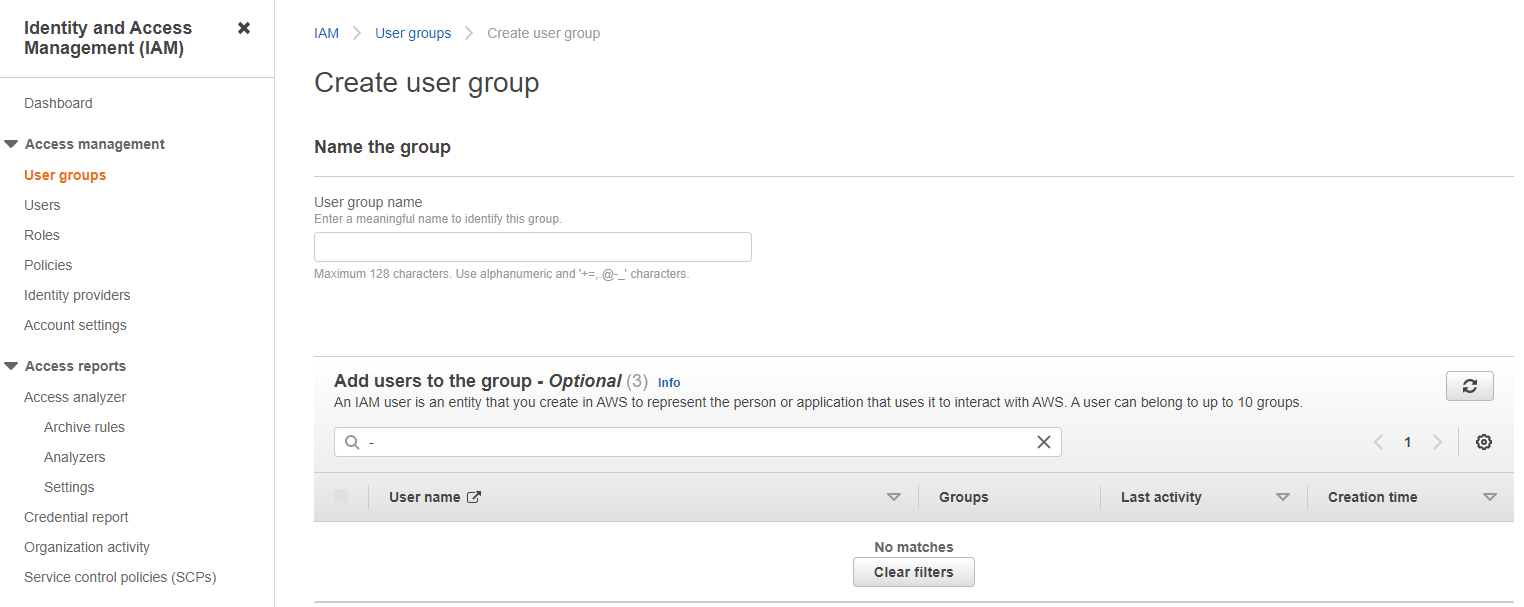 Identity and Access
Management (IAM)
Dashboard
Access management
User groups
Users
Roles
Policies
Identity providers
Account settings
Access reports
Access analyzer
Archive rules
Analyzers
Settings
Credential report
Organization activity
Service control policies (SCPs)
IAM > User groups > Create user group
Create user group
Name the group
User group name
Enter a meaningful name to identify this group.
Maximum 128 characters. Use alphanumeric and '+=,.@-_' characters.
Add users to the group - Optional (3) Info
An IAM user is an entity that you create in AWS to represent the person or application that uses it to interact with AWS. A user can belong to up to 10 groups.
-
1
User name Groups Last activity Creation time
No matches
Clear filters